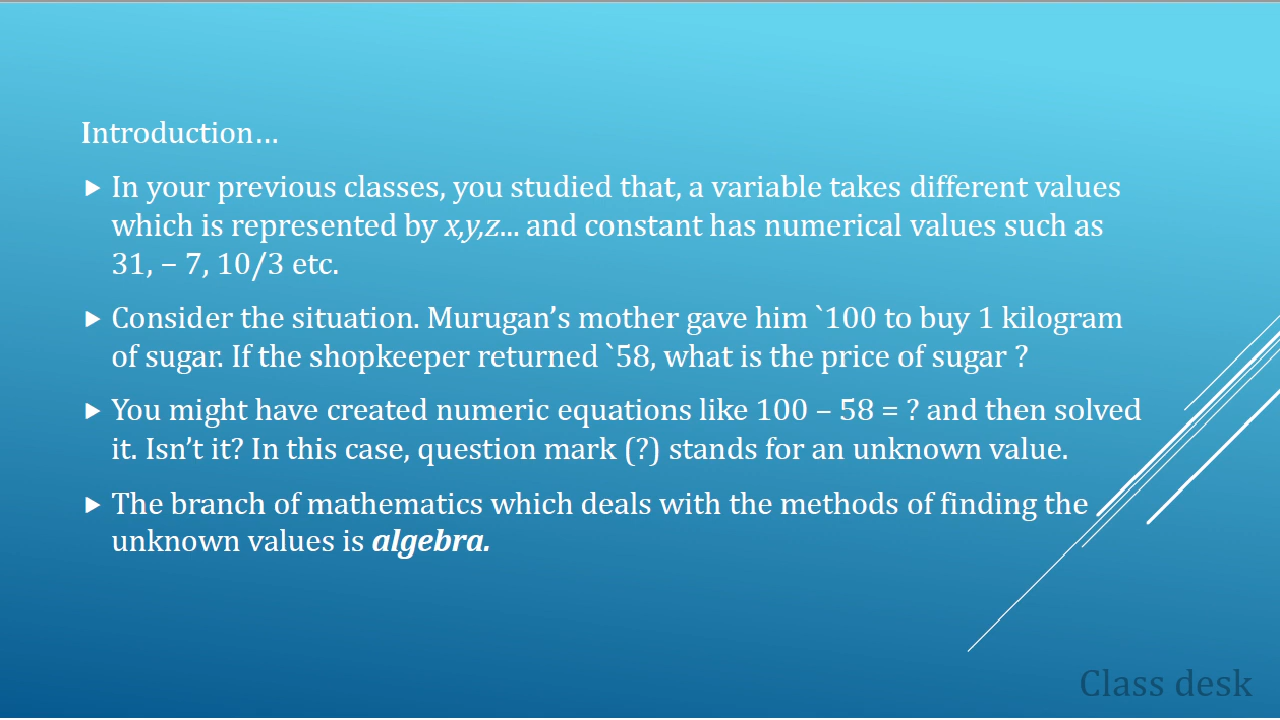 Introduction…
In your previous classes, you studied that, a variable takes different values
which is represented by x,y,z... and constant has numerical values such as
31, – 7, 10/3 etc.
Consider the situation. Murugan’s mother gave him `100 to buy 1 kilogram
of sugar. If the shopkeeper returned `58, what is the price of sugar ?
You might have created numeric equations like 100 – 58 = ? and then solved
it. Isn’t it? In this case, question mark (?) stands for an unknown value.
The branch of mathematics which deals with the methods of finding the
unknown values is algebra.
Class desk